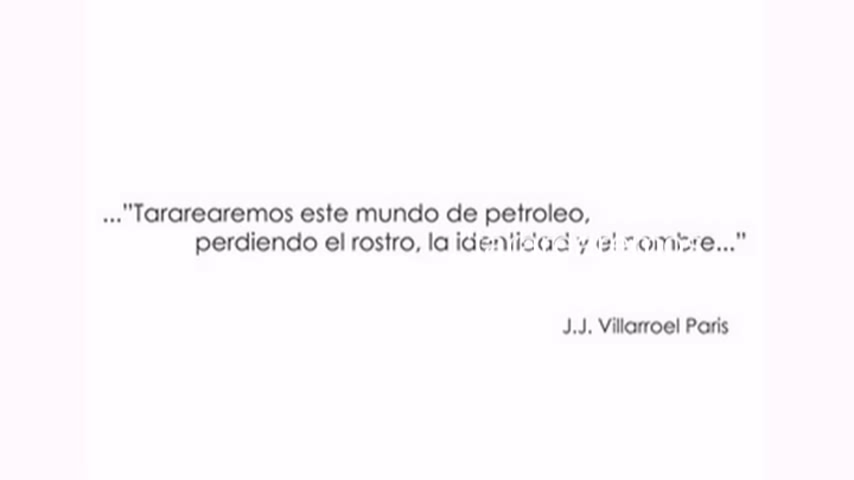 ..."Tararearemos este mundo de petroleo,
perdiendo el rostro, la identidad y el nombre..."
J.J. Villarroel Paris